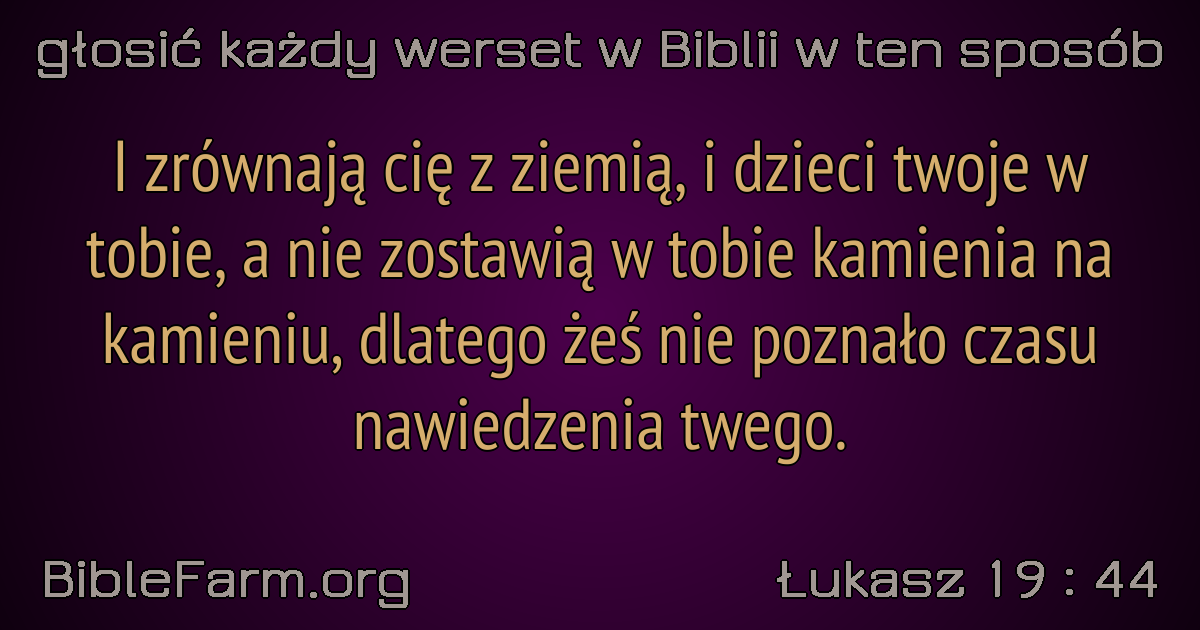 głosić każdy werset w Biblii w ten sposób
I zrównają cię z ziemią, i dzieci twoje w
tobie, a nie zostawią w tobie kamienia na
kamieniu, dlatego żeś nie poznało czasu
nawiedzenia twego.
BibleFarm.org
Łukasz 19 : 44